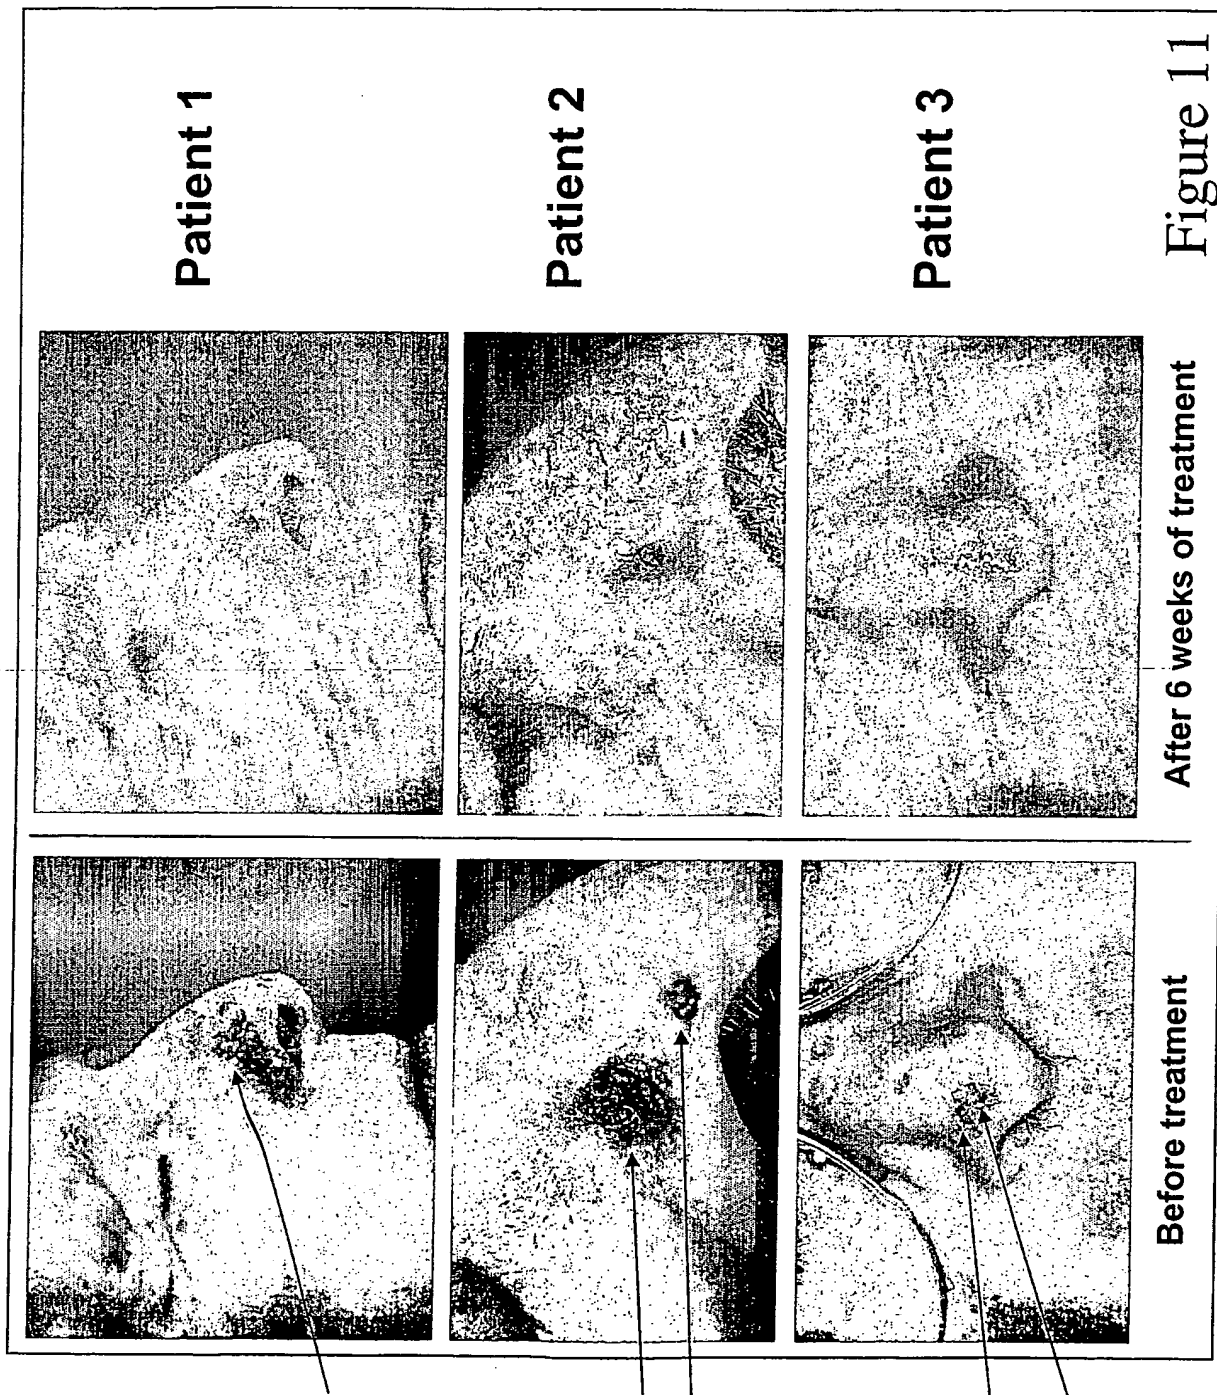 Patient 1
Patient 2
Patient 3
Before treatment
After 6 weeks of treatment
Figure 11